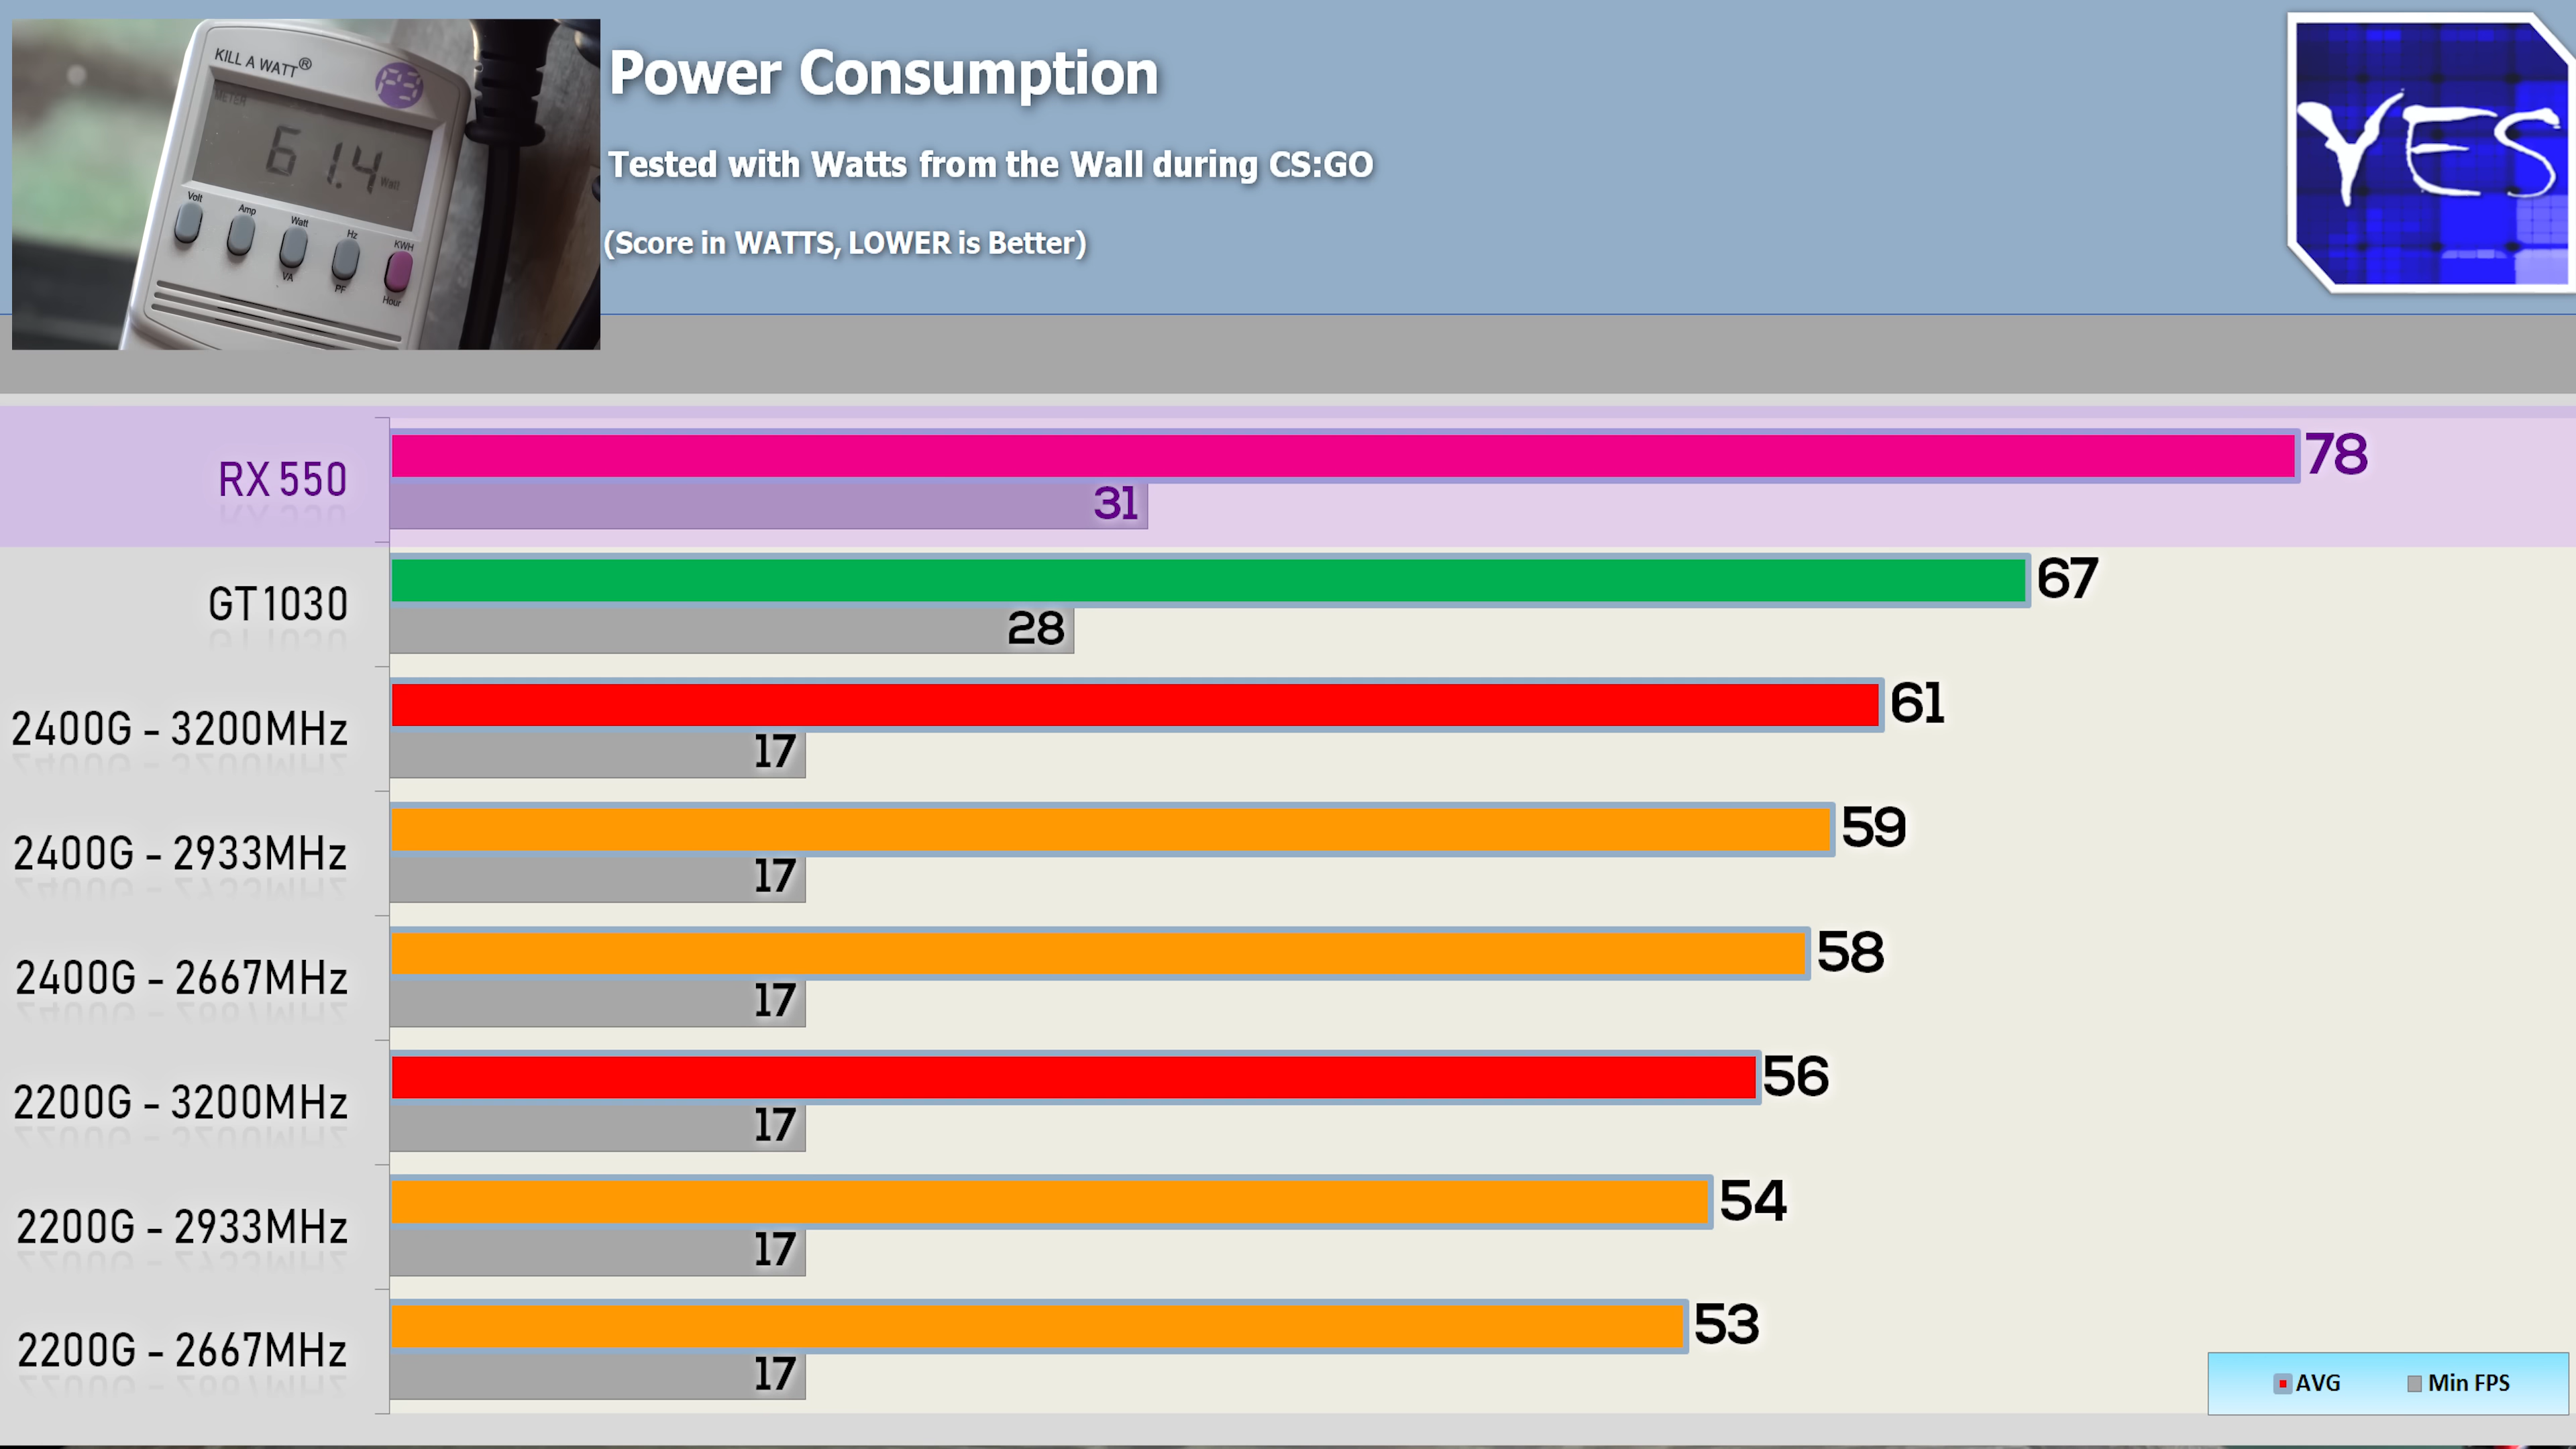 KILL A WATT®
P3
METER
61.4 Watt
Volt Amp Watt Hz KWH
VA PF Hour
Power Consumption
Tested with Watts from the Wall during CS:GO
(Score in WATTS, LOWER is Better)
YES
RX 550
78
31
GT 1030
67
28
2400G - 3200MHz
61
17
2400G - 2933MHz
59
17
2400G - 2667MHz
58
17
2200G - 3200MHz
56
17
2200G - 2933MHz
54
17
2200G - 2667MHz
53
17
AVG Min FPS